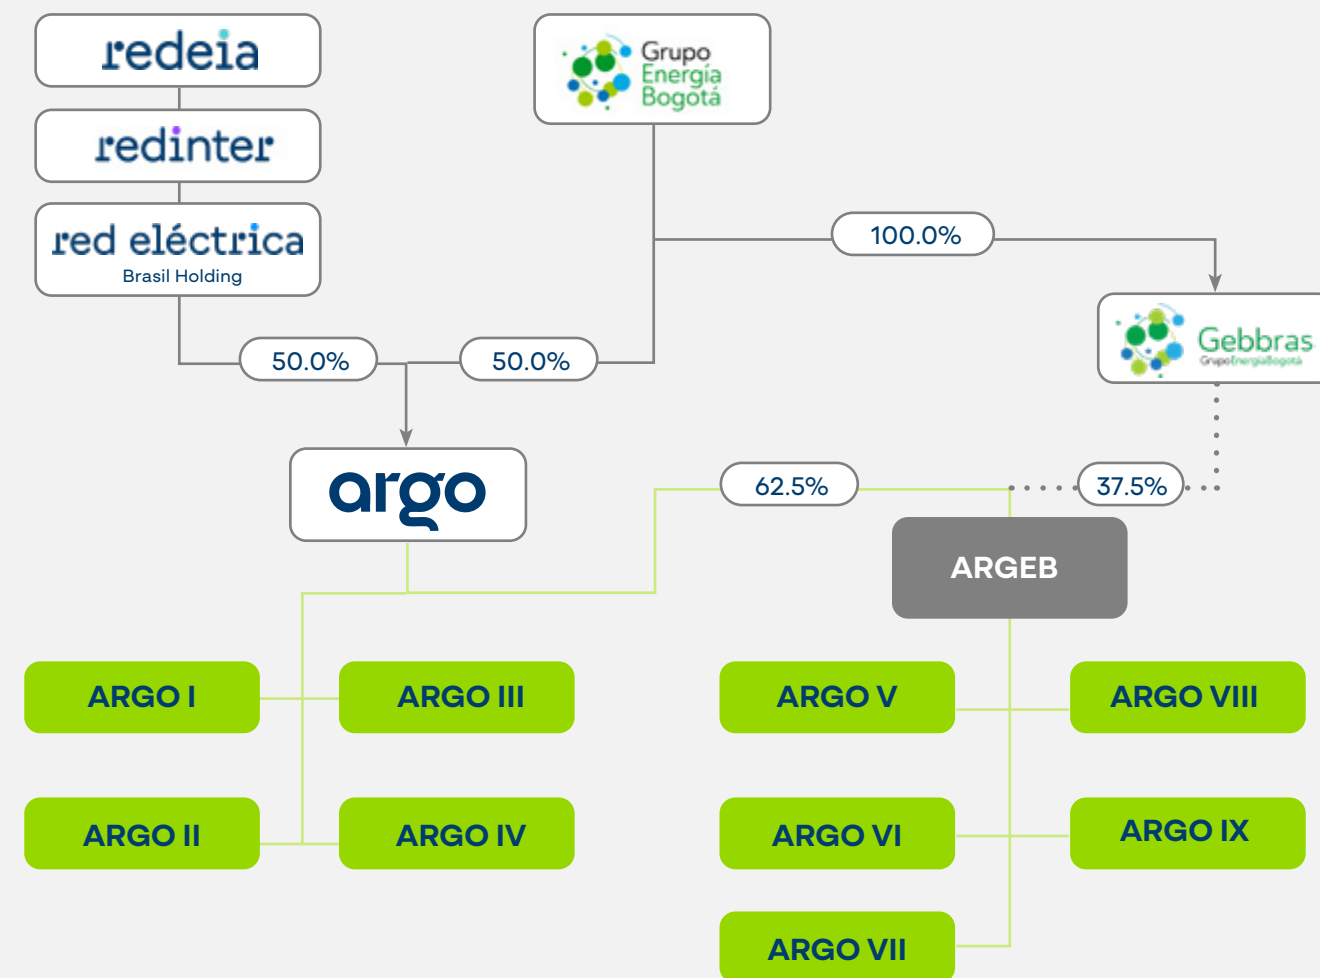 redeia
redinter
red eléctrica
Brasil Holding
Grupo
Energía
Bogotá
100.0%
Gebbras
GrupoEnergíaBogotá
50.0%
50.0%
argo
62.5%
37.5%
ARGEB
ARGO I
ARGO III
ARGO V
ARGO VIII
ARGO II
ARGO IV
ARGO VI
ARGO IX
ARGO VII